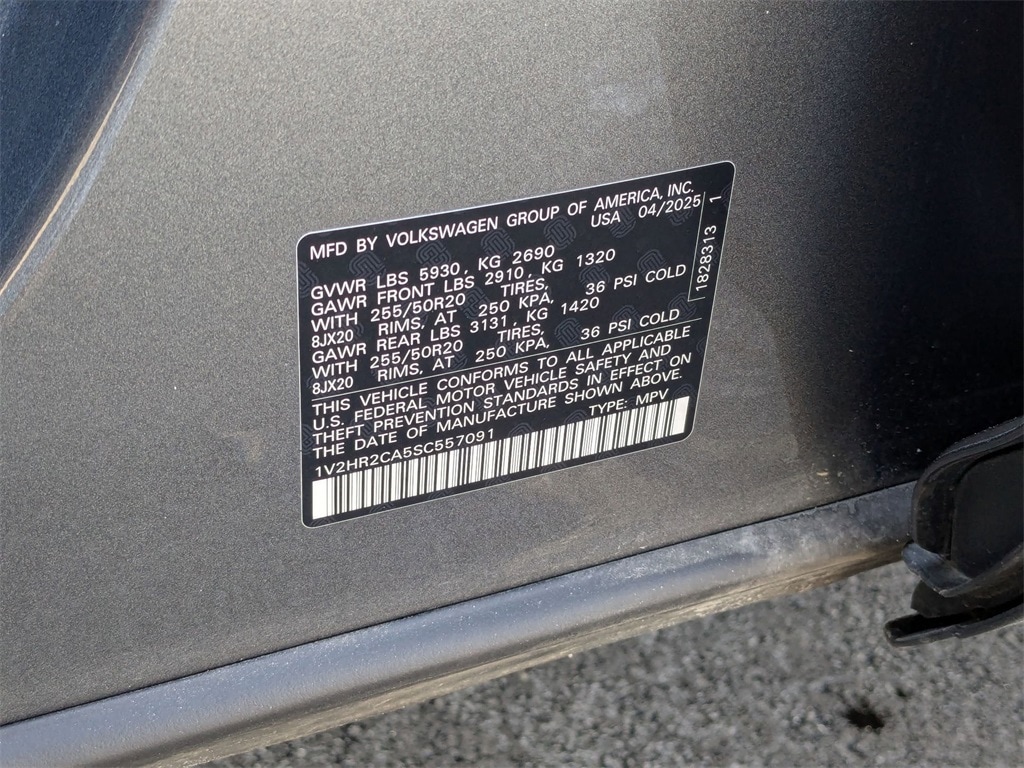 MFD BY VOLKSWAGEN GROUP OF AMERICA, INC.
USA 04/2025
GVWR LBS 5930, KG 2690
GAWR FRONT LBS 2910, KG 1320
WITH 255/50R20 TIRES,
8JX20 RIMS, AT 250 KPA, 36 PSI COLD
GAWR REAR LBS 3131, KG 1420
WITH 255/50R20 TIRES,
8JX20 RIMS, AT 250 KPA, 36 PSI COLD
THIS VEHICLE CONFORMS TO ALL APPLICABLE
U.S. FEDERAL MOTOR VEHICLE SAFETY AND
THEFT PREVENTION STANDARDS IN EFFECT ON
THE DATE OF MANUFACTURE SHOWN ABOVE.
1V2HR2CA5SC557091 TYPE: MPV
1828313 1